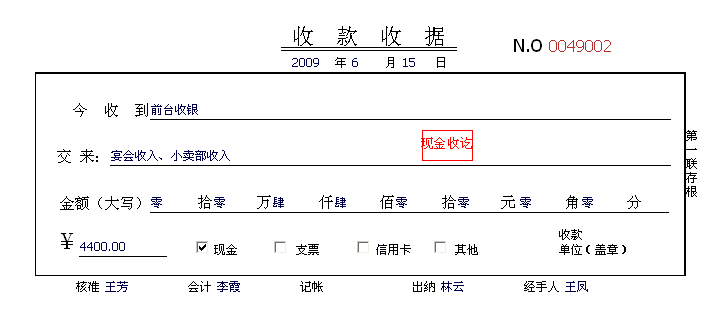 收 款 收 据
N.O 0049002
2009 年 6 月 15 日
今 收 到 前台收银
现金收讫
交 来： 宴会收入、小卖部收入
金额（大写） 零 拾 零 万 肆 仟 肆 佰 零 拾 零 元 零 角 零 分
￥ 4400.00 现金 支票 信用卡 其他 收款
单位（盖章）
核准 王芳 会计 李霞 记帐 出纳 林云 经手人 王凤
第一联存根